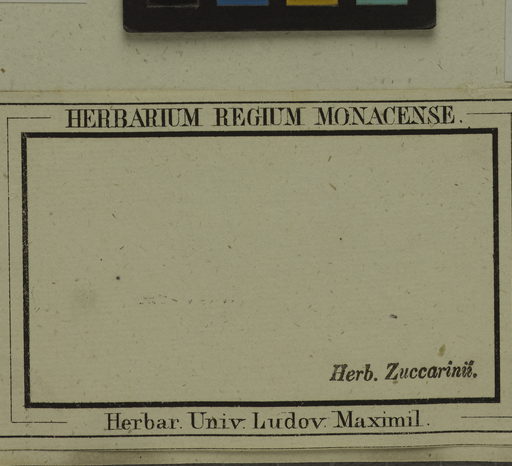 HERBARIUM REGIUM MONACENSE.
Herb. Zuccarinii.
Herbar. Univ. Ludov. Maximil.